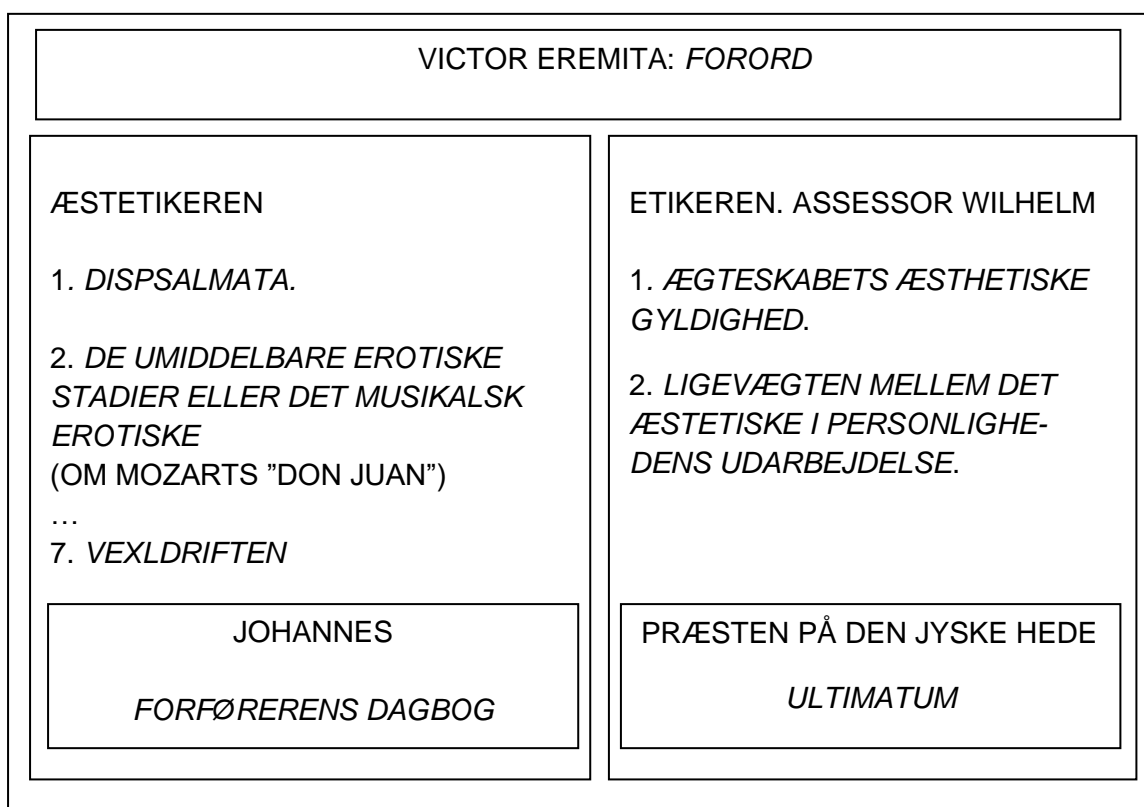 VICTOR EREMITA: FORORD
ÆSTETIKEREN
1. DISPSALMATA.
2. DE UMIDDELBARE EROTISKE
STADIER ELLER DET MUSIKALSK
EROTISKE
(OM MOZARTS ”DON JUAN”)
…
7. VEXLDRIFTEN
JOHANNES
FORFØRERENS DAGBOG
ETIKEREN. ASSESSOR WILHELM
1. ÆGTESKABETS ÆSTHETISKE
GYLDIGHED.
2. LIGEVÆGTEN MELLEM DET
ÆSTETISKE I PERSONLIGHE-
DENS UDARBEJDELSE.
PRÆSTEN PÅ DEN JYSKE HEDE
ULTIMATUM